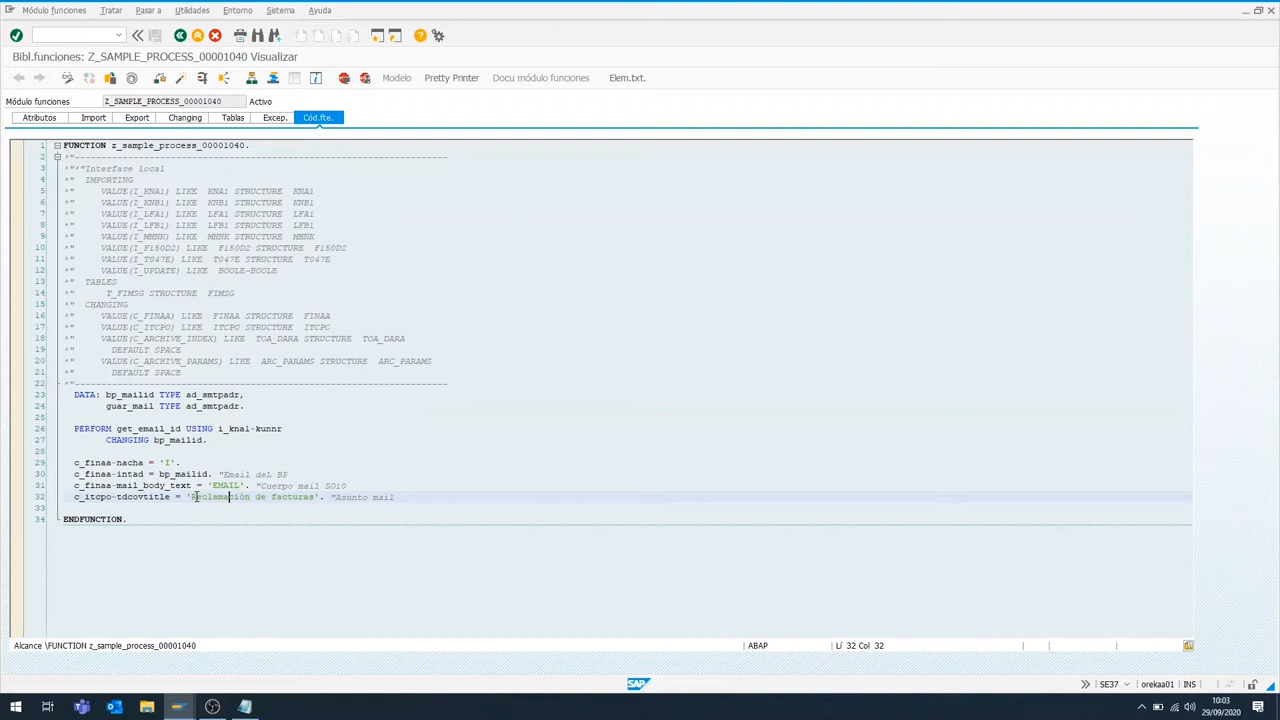 Módulo funciones Tratar Pasar a Utilidades Entorno Sistema Ayuda
Bibl.funciones: Z_SAMPLE_PROCESS_00001040 Visualizar
Modelo Pretty Printer Docu módulo funciones Elem.txt.
Módulo funciones Z_SAMPLE_PROCESS_00001040 Activo
Atributos Import Export Changing Tablas Excep. Cód.fte.
1 FUNCTION z_sample_process_00001040.
2 *"----------------------------------------------------------------------
3 *"*"Interfase local
4 *" IMPORTING
5 *" VALUE(I_KNA1) LIKE KNA1 STRUCTURE KNA1
6 *" VALUE(I_KNB1) LIKE KNB1 STRUCTURE KNB1
7 *" VALUE(I_LFA1) LIKE LFA1 STRUCTURE LFA1
8 *" VALUE(I_LFB1) LIKE LFB1 STRUCTURE LFB1
9 *" VALUE(I_MHNK) LIKE MHNK STRUCTURE MHNK
10 *" VALUE(I_F150D2) LIKE F150D2 STRUCTURE F150D2
11 *" VALUE(I_T047E) LIKE T047E STRUCTURE T047E
12 *" VALUE(I_UPDATE) LIKE BOOLE-BOOLE
13 *" TABLES
14 *" T_FIMSG STRUCTURE FIMSG
15 *" CHANGING
16 *" VALUE(C_FINAA) LIKE FINAA STRUCTURE FINAA
17 *" VALUE(C_ITCPO) LIKE ITCPO STRUCTURE ITCPO
18 *" VALUE(C_ARCHIVE_INDEX) LIKE TOA_DARA STRUCTURE TOA_DARA
19 *" DEFAULT SPACE
20 *" VALUE(C_ARCHIVE_PARAMS) LIKE ARC_PARAMS STRUCTURE ARC_PARAMS
21 *" DEFAULT SPACE
22 *"----------------------------------------------------------------------
23 DATA: bp_mailid TYPE ad_smtpadr,
24 guar_mail TYPE ad_smtpadr.
25
26 PERFORM get_email_id USING i_kna1-kunnr
27 CHANGING bp_mailid.
28
29 c_finaa-nacha = 'I'.
30 c_finaa-intad = bp_mailid. "Email deL BP
31 c_finaa-mail_body_text = 'EMAIL'. "Cuerpo mail SO10
32 c_itcpo-tdcovtitle = 'Reclamación de facturas'. "Asunto mail
33
34 ENDFUNCTION.
Alcance \FUNCTION z_sample_process_00001040 ABAP Lí 32 Col 32
SAP SE37 orekaa01 INS
10:03
29/09/2020